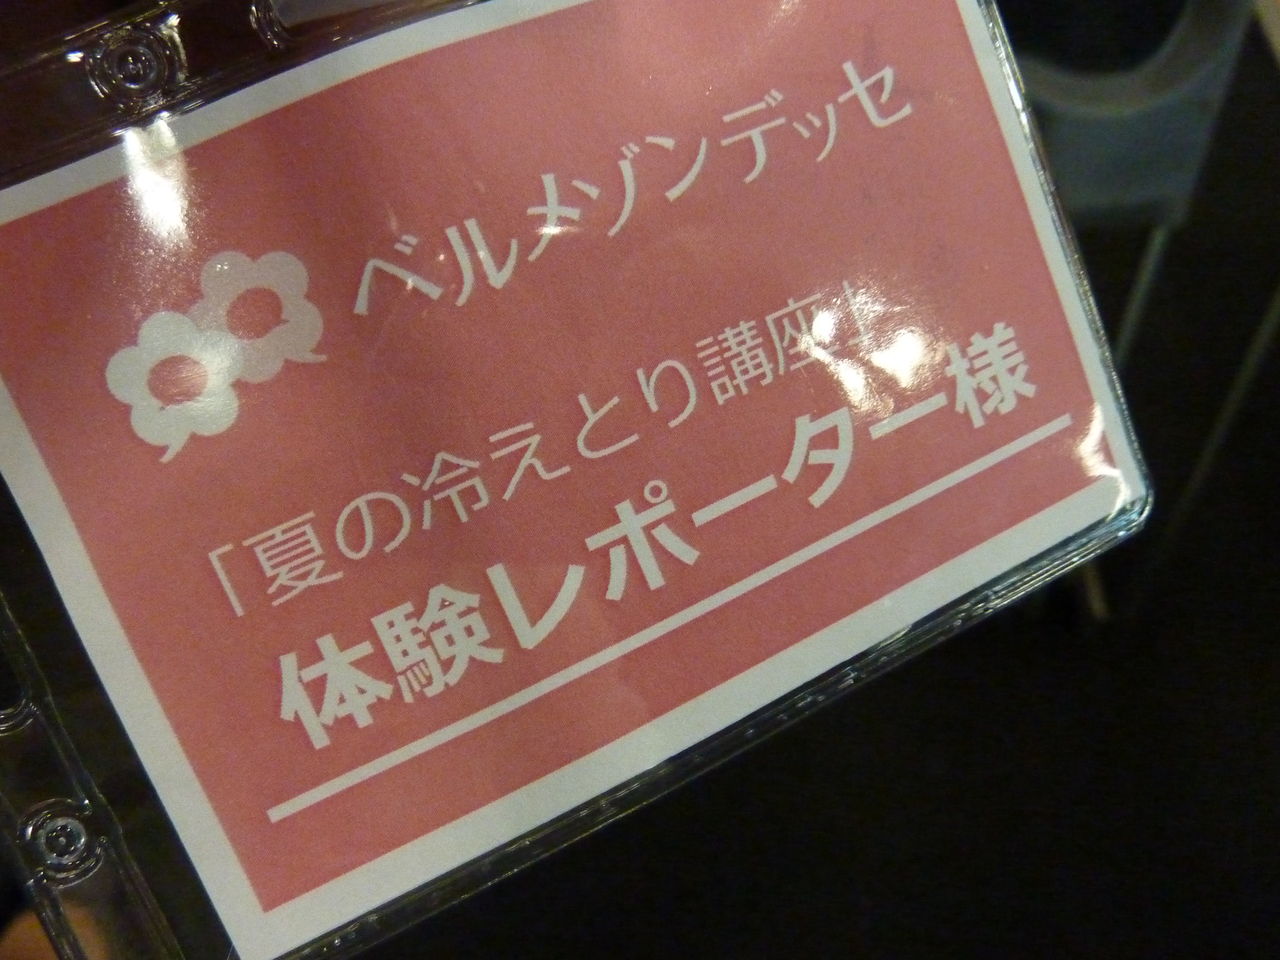 ベルメゾンデッセ
「夏の冷えとり講座」
体験レポーター様